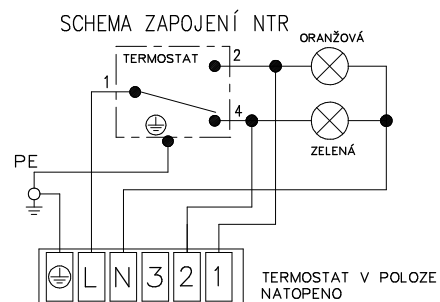 SCHEMA ZAPOJENÍ NTR
ORANŽOVÁ
TERMOSTAT
2
1
4
ZELENÁ
PE
L N 3 2 1
TERMOSTAT V POLOZE
NATOPENO